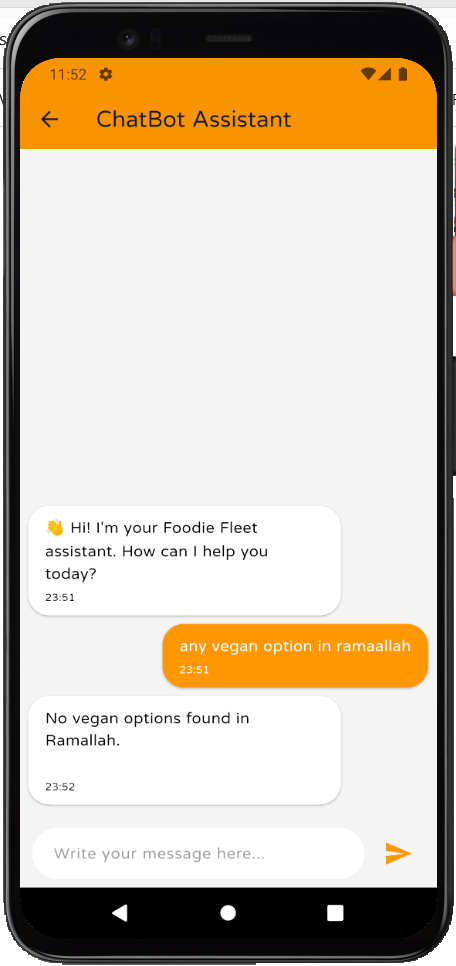 11:52
ChatBot Assistant
👋 Hi! I'm your Foodie Fleet
assistant. How can I help you
today?
23:51
any vegan option in ramaallah
23:51
No vegan options found in
Ramallah.
23:52
Write your message here...